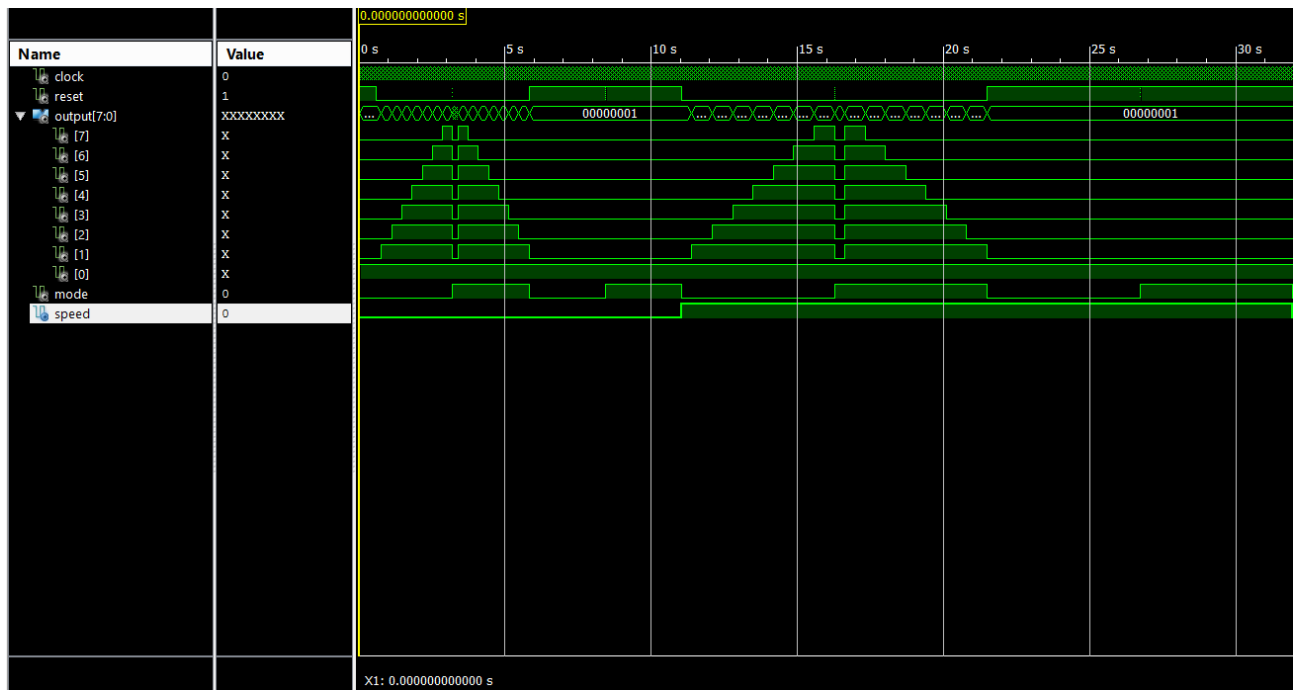 0.000000000000 s
Name Value 0 s 5 s 10 s 15 s 20 s 25 s 30 s
clock 0
reset 1
output[7:0] XXXXXXXX ... 00000001 ... ... ... ... ... ... ... ... ... ... ... ... ... 00000001
[7] X
[6] X
[5] X
[4] X
[3] X
[2] X
[1] X
[0] X
mode 0
speed 0
X1: 0.000000000000 s